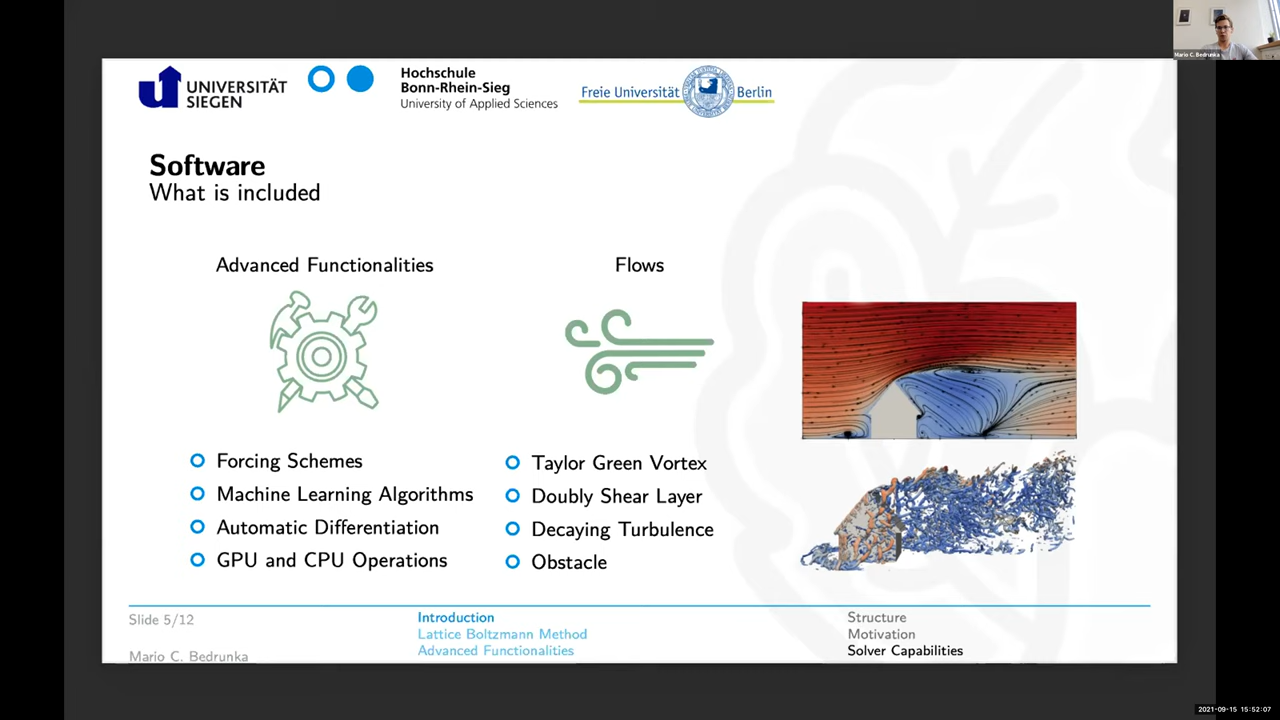 Mario C. Bedrunka
UNIVERSITÄT
SIEGEN
Hochschule
Bonn-Rhein-Sieg
University of Applied Sciences
Freie Universität Berlin
Software
What is included
Advanced Functionalities
Forcing Schemes
Machine Learning Algorithms
Automatic Differentiation
GPU and CPU Operations
Flows
Taylor Green Vortex
Doubly Shear Layer
Decaying Turbulence
Obstacle
Slide 5/12
Mario C. Bedrunka
Introduction
Lattice Boltzmann Method
Advanced Functionalities
Structure
Motivation
Solver Capabilities
2021-09-15 15:52:07